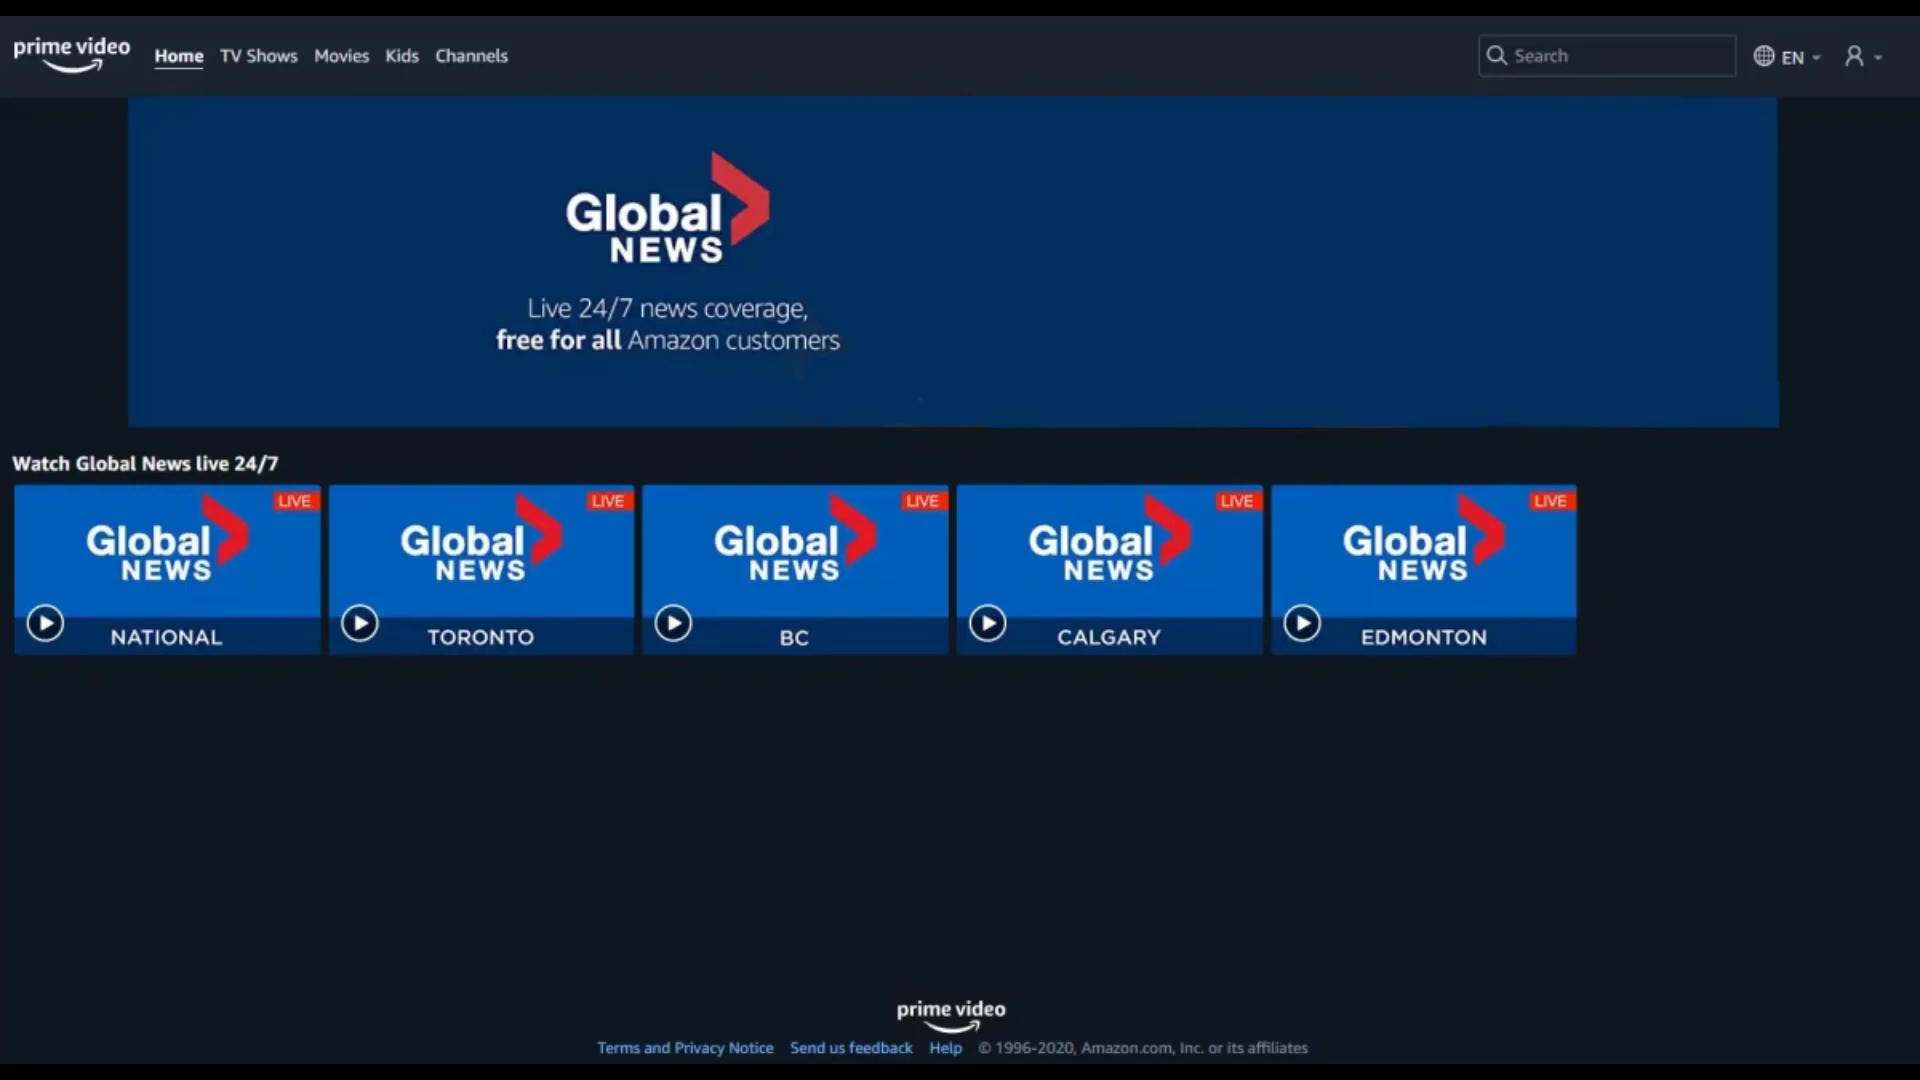 prime video
Home TV Shows Movies Kids Channels
Search
EN
Global
NEWS
Live 24/7 news coverage,
free for all Amazon customers
Watch Global News live 24/7
LIVE
Global
NEWS
NATIONAL
LIVE
Global
NEWS
TORONTO
LIVE
Global
NEWS
BC
LIVE
Global
NEWS
CALGARY
LIVE
Global
NEWS
EDMONTON
prime video
Terms and Privacy Notice Send us feedback Help © 1996-2020, Amazon.com, Inc. or its affiliates